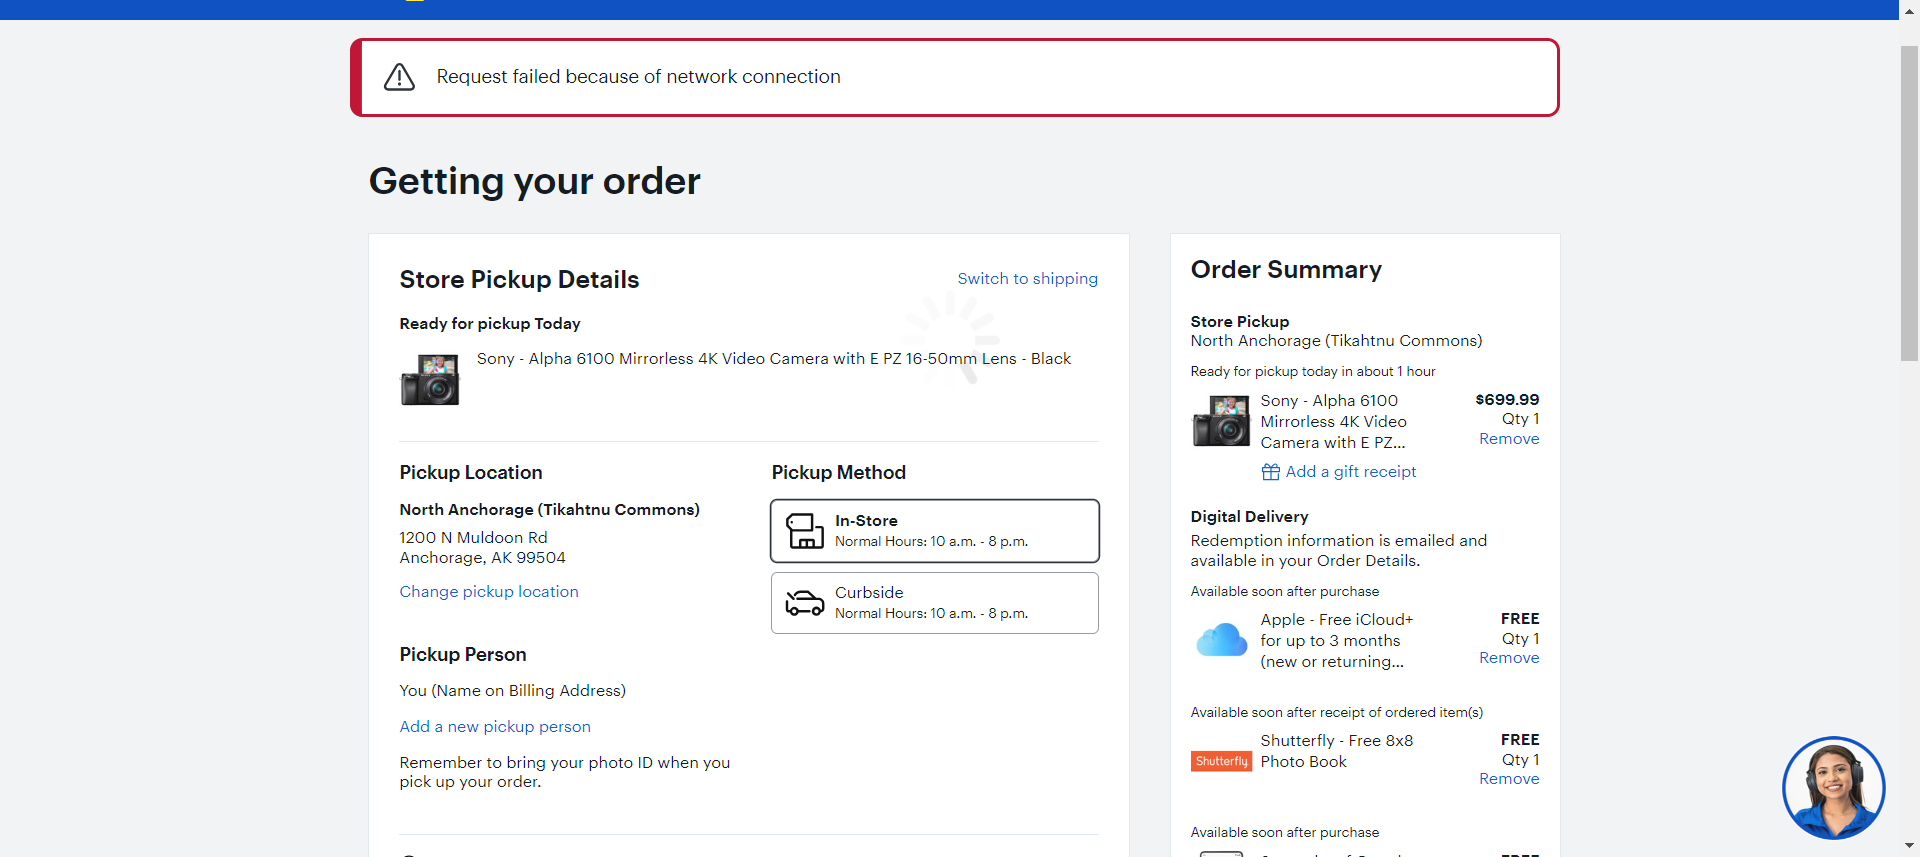 Request failed because of network connection
Getting your order
Store Pickup Details
Switch to shipping
Ready for pickup Today
Sony - Alpha 6100 Mirrorless 4K Video Camera with E PZ 16-50mm Lens - Black
Pickup Location
North Anchorage (Tikahtnu Commons)
1200 N Muldoon Rd
Anchorage, AK 99504
Change pickup location
Pickup Method
In-Store
Normal Hours: 10 a.m. - 8 p.m.
Curbside
Normal Hours: 10 a.m. - 8 p.m.
Pickup Person
You (Name on Billing Address)
Add a new pickup person
Remember to bring your photo ID when you
pick up your order.
Order Summary
Store Pickup
North Anchorage (Tikahtnu Commons)
Ready for pickup today in about 1 hour
Sony - Alpha 6100
Mirrorless 4K Video
Camera with E PZ...
$699.99
Qty 1
Remove
Add a gift receipt
Digital Delivery
Redemption information is emailed and
available in your Order Details.
Available soon after purchase
Apple - Free iCloud+
for up to 3 months
(new or returning...
FREE
Qty 1
Remove
Available soon after receipt of ordered item(s)
Shutterfly
Shutterfly - Free 8x8
Photo Book
FREE
Qty 1
Remove
Available soon after purchase